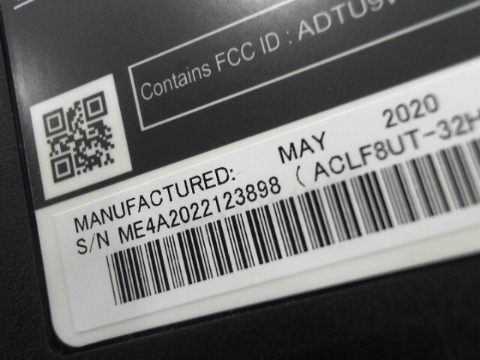 Contains FCC ID : ADTU9
MANUFACTURED: MAY 2020
S/N ME4A2022123898 (ACLF8UT-32H